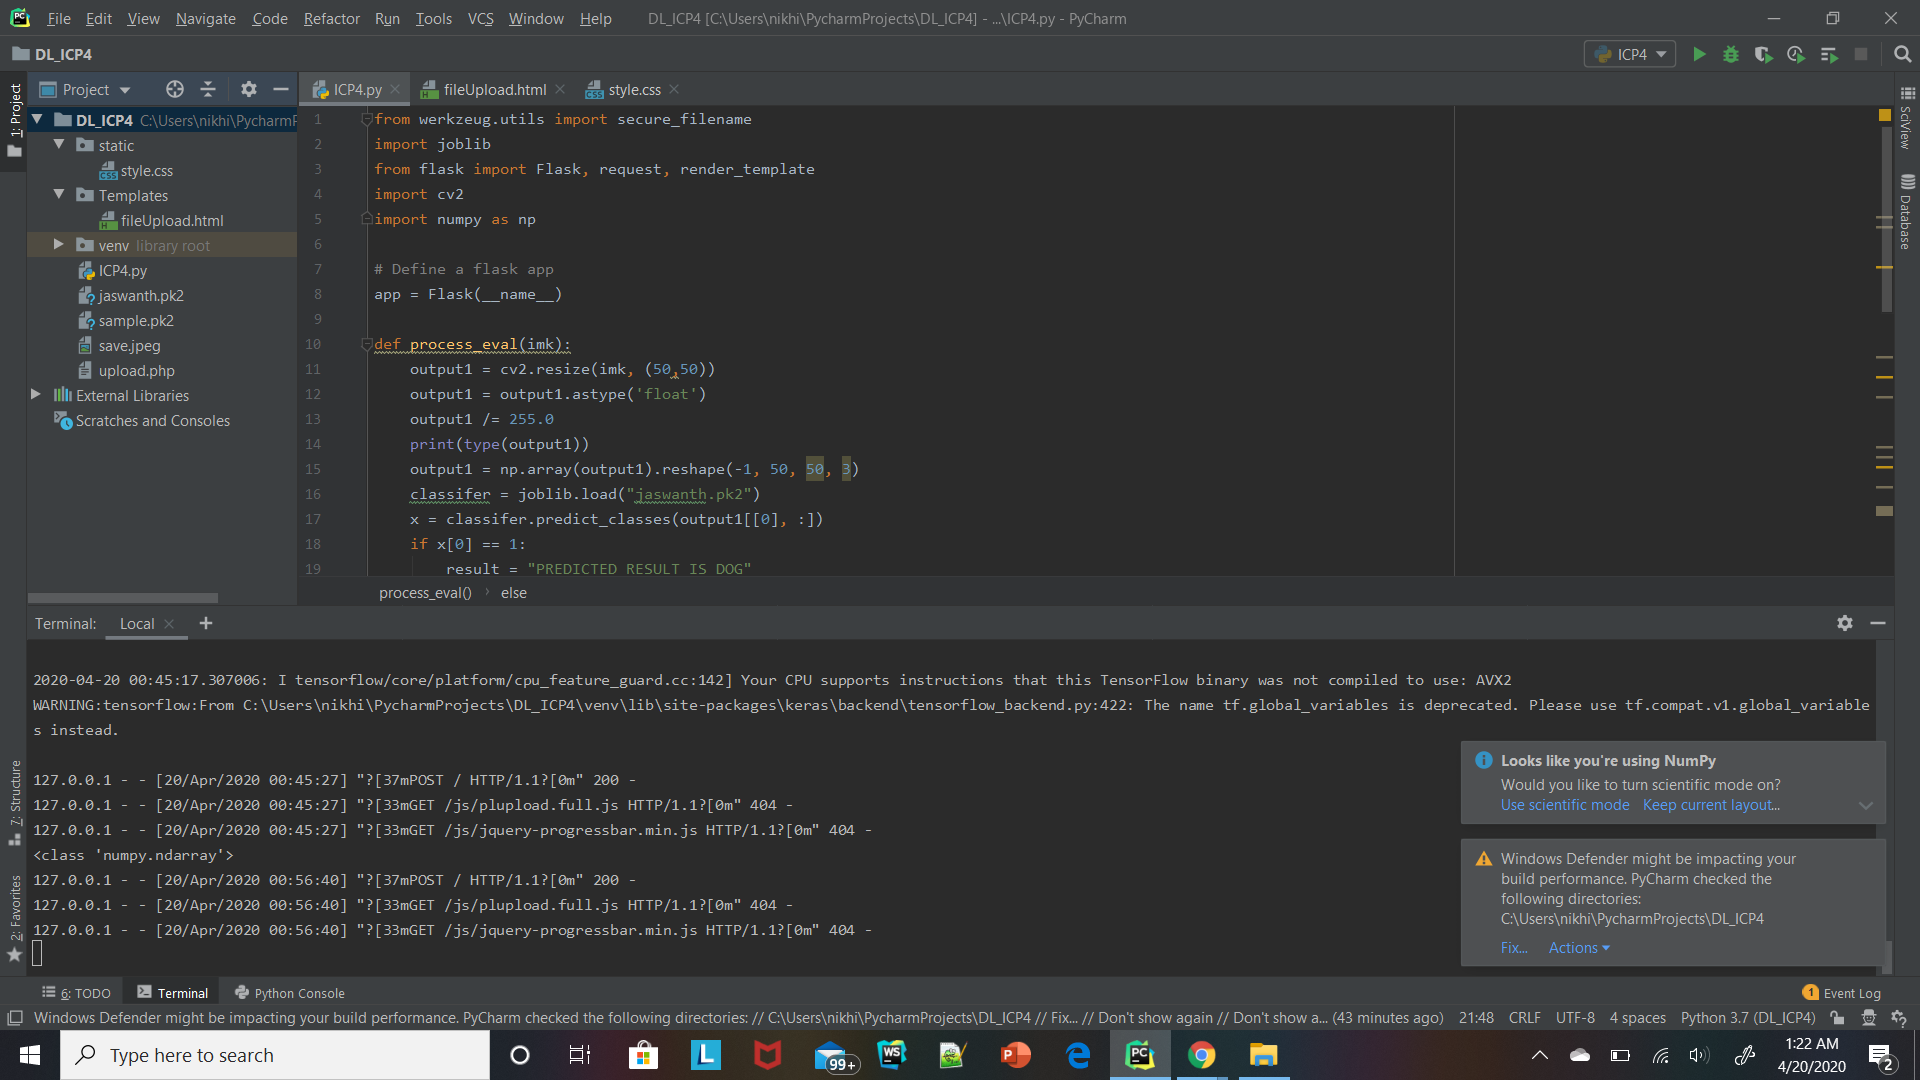 File Edit View Navigate Code Refactor Run Tools VCS Window Help DL_ICP4 [C:\Users\nikhi\PycharmProjects\DL_ICP4] - ...\ICP4.py - PyCharm
DL_ICP4
ICP4
1: Project
Project
ICP4.py
fileUpload.html
style.css
DL_ICP4 C:\Users\nikhi\PycharmP
static
style.css
Templates
fileUpload.html
venv library root
ICP4.py
jaswanth.pk2
sample.pk2
save.jpeg
upload.php
External Libraries
Scratches and Consoles
1 from werkzeug.utils import secure_filename
2 import joblib
3 from flask import Flask, request, render_template
4 import cv2
5 import numpy as np
6
7 # Define a flask app
8 app = Flask(__name__)
9
10 def process_eval(imk):
11 output1 = cv2.resize(imk, (50,50))
12 output1 = output1.astype('float')
13 output1 /= 255.0
14 print(type(output1))
15 output1 = np.array(output1).reshape(-1, 50, 50, 3)
16 classifer = joblib.load("jaswanth.pk2")
17 x = classifer.predict_classes(output1[[0], :])
18 if x[0] == 1:
19 result = "PREDICTED RESULT IS DOG"
process_eval() › else
SciView
Database
Terminal: Local +
2020-04-20 00:45:17.307006: I tensorflow/core/platform/cpu_feature_guard.cc:142] Your CPU supports instructions that this TensorFlow binary was not compiled to use: AVX2
WARNING:tensorflow:From C:\Users\nikhi\PycharmProjects\DL_ICP4\venv\lib\site-packages\keras\backend\tensorflow_backend.py:422: The name tf.global_variables is deprecated. Please use tf.compat.v1.global_variable
s instead.
127.0.0.1 - - [20/Apr/2020 00:45:27] "?[37mPOST / HTTP/1.1?[0m" 200 -
127.0.0.1 - - [20/Apr/2020 00:45:27] "?[33mGET /js/plupload.full.js HTTP/1.1?[0m" 404 -
127.0.0.1 - - [20/Apr/2020 00:45:27] "?[33mGET /js/jquery-progressbar.min.js HTTP/1.1?[0m" 404 -
<class 'numpy.ndarray'>
127.0.0.1 - - [20/Apr/2020 00:56:40] "?[37mPOST / HTTP/1.1?[0m" 200 -
127.0.0.1 - - [20/Apr/2020 00:56:40] "?[33mGET /js/plupload.full.js HTTP/1.1?[0m" 404 -
127.0.0.1 - - [20/Apr/2020 00:56:40] "?[33mGET /js/jquery-progressbar.min.js HTTP/1.1?[0m" 404 -
7: Structure
2: Favorites
Looks like you're using NumPy
Would you like to turn scientific mode on?
Use scientific mode Keep current layout...
Windows Defender might be impacting your
build performance. PyCharm checked the
following directories:
C:\Users\nikhi\PycharmProjects\DL_ICP4
Fix... Actions
6: TODO Terminal Python Console
1 Event Log
Windows Defender might be impacting your build performance. PyCharm checked the following directories: // C:\Users\nikhi\PycharmProjects\DL_ICP4 // Fix... // Don't show again // Don't show a... (43 minutes ago) 21:48 CRLF UTF-8 4 spaces Python 3.7 (DL_ICP4)
Type here to search
L
99+
WS
P
PC
1:22 AM
4/20/2020
2